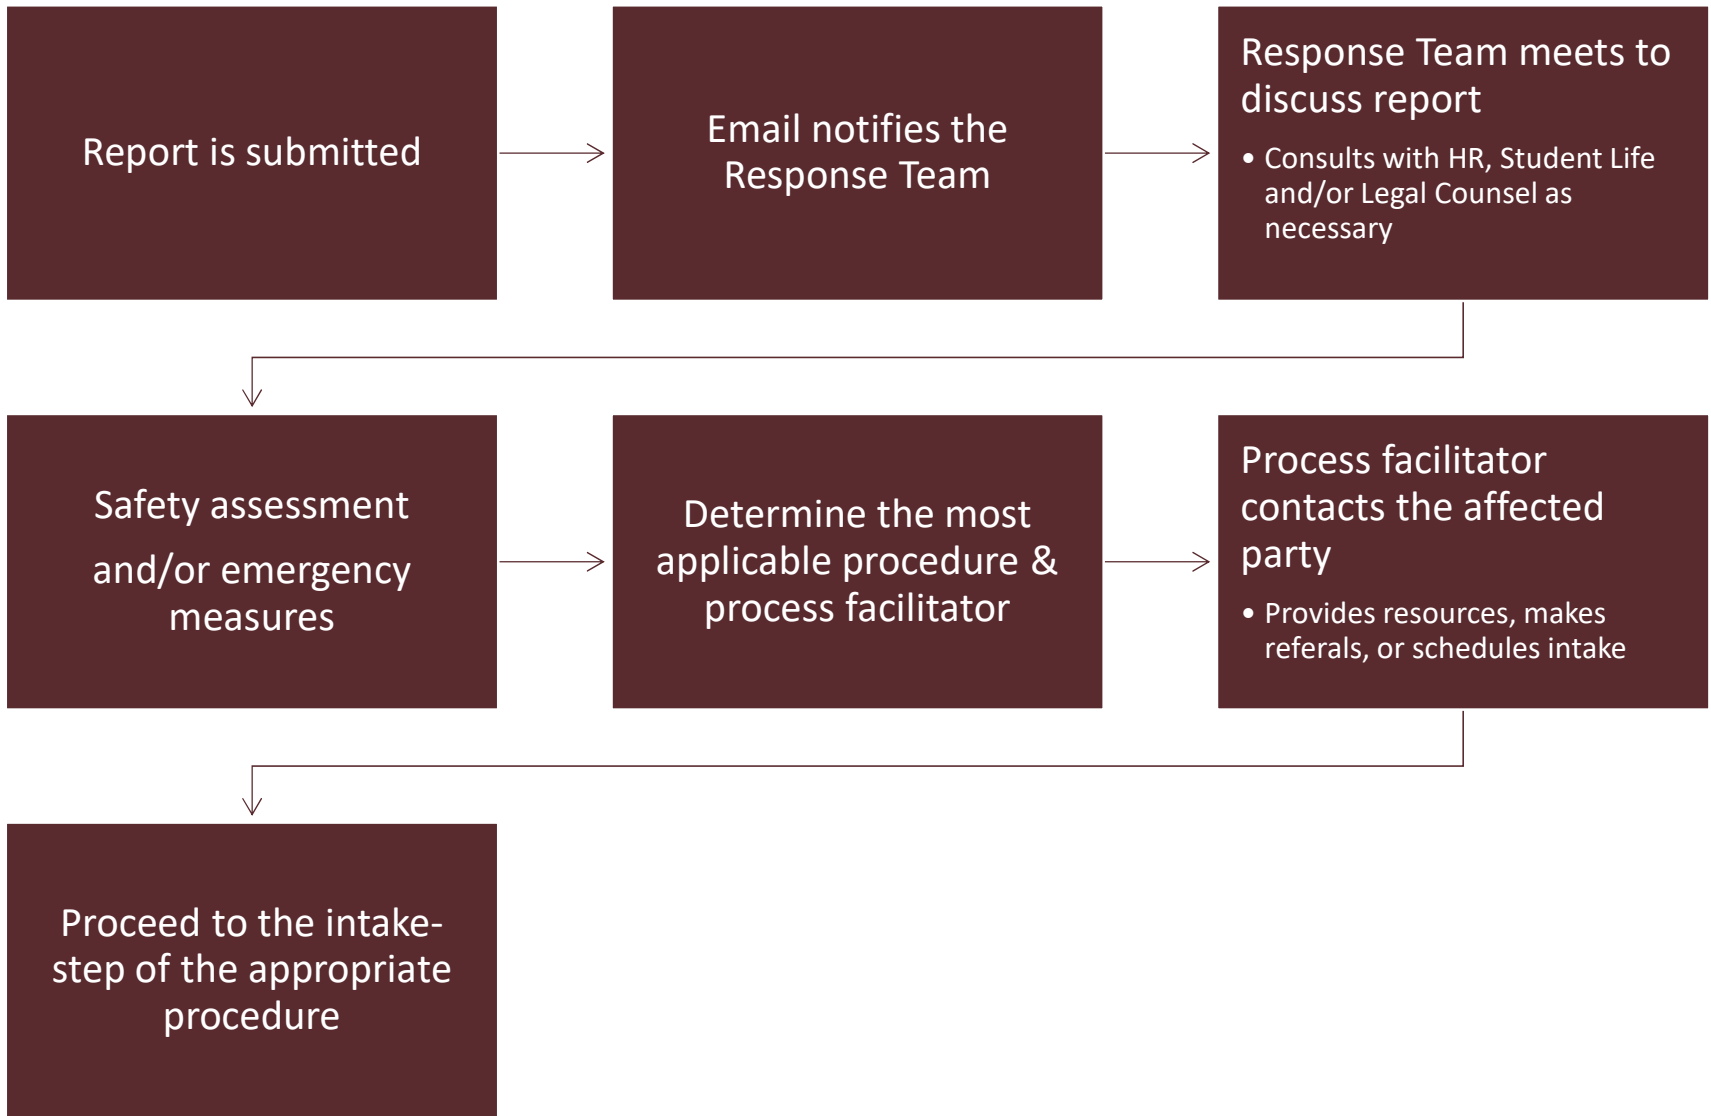 Report is submitted
Email notifies the
Response Team
Response Team meets to
discuss report
• Consults with HR, Student Life
and/or Legal Counsel as
necessary
Safety assessment
and/or emergency
measures
Determine the most
applicable procedure &
process facilitator
Process facilitator
contacts the affected
party
• Provides resources, makes
referrals, or schedules intake
Proceed to the intake-
step of the appropriate
procedure